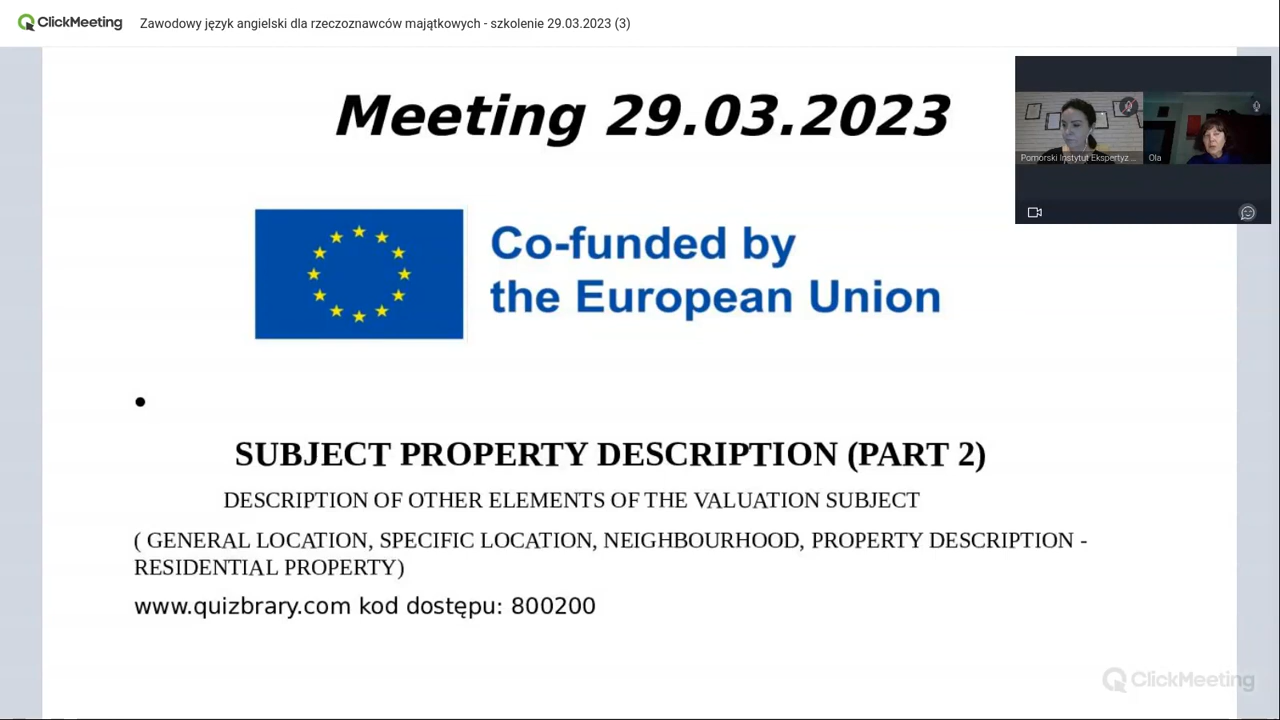 ClickMeeting
Zawodowy język angielski dla rzeczoznawców majątkowych - szkolenie 29.03.2023 (3)
Meeting 29.03.2023
Pomorski Instytut Ekspertyz ...
Ola
Co-funded by
the European Union
SUBJECT PROPERTY DESCRIPTION (PART 2)
DESCRIPTION OF OTHER ELEMENTS OF THE VALUATION SUBJECT
( GENERAL LOCATION, SPECIFIC LOCATION, NEIGHBOURHOOD, PROPERTY DESCRIPTION -
RESIDENTIAL PROPERTY)
www.quizbrary.com kod dostępu: 800200
ClickMeeting